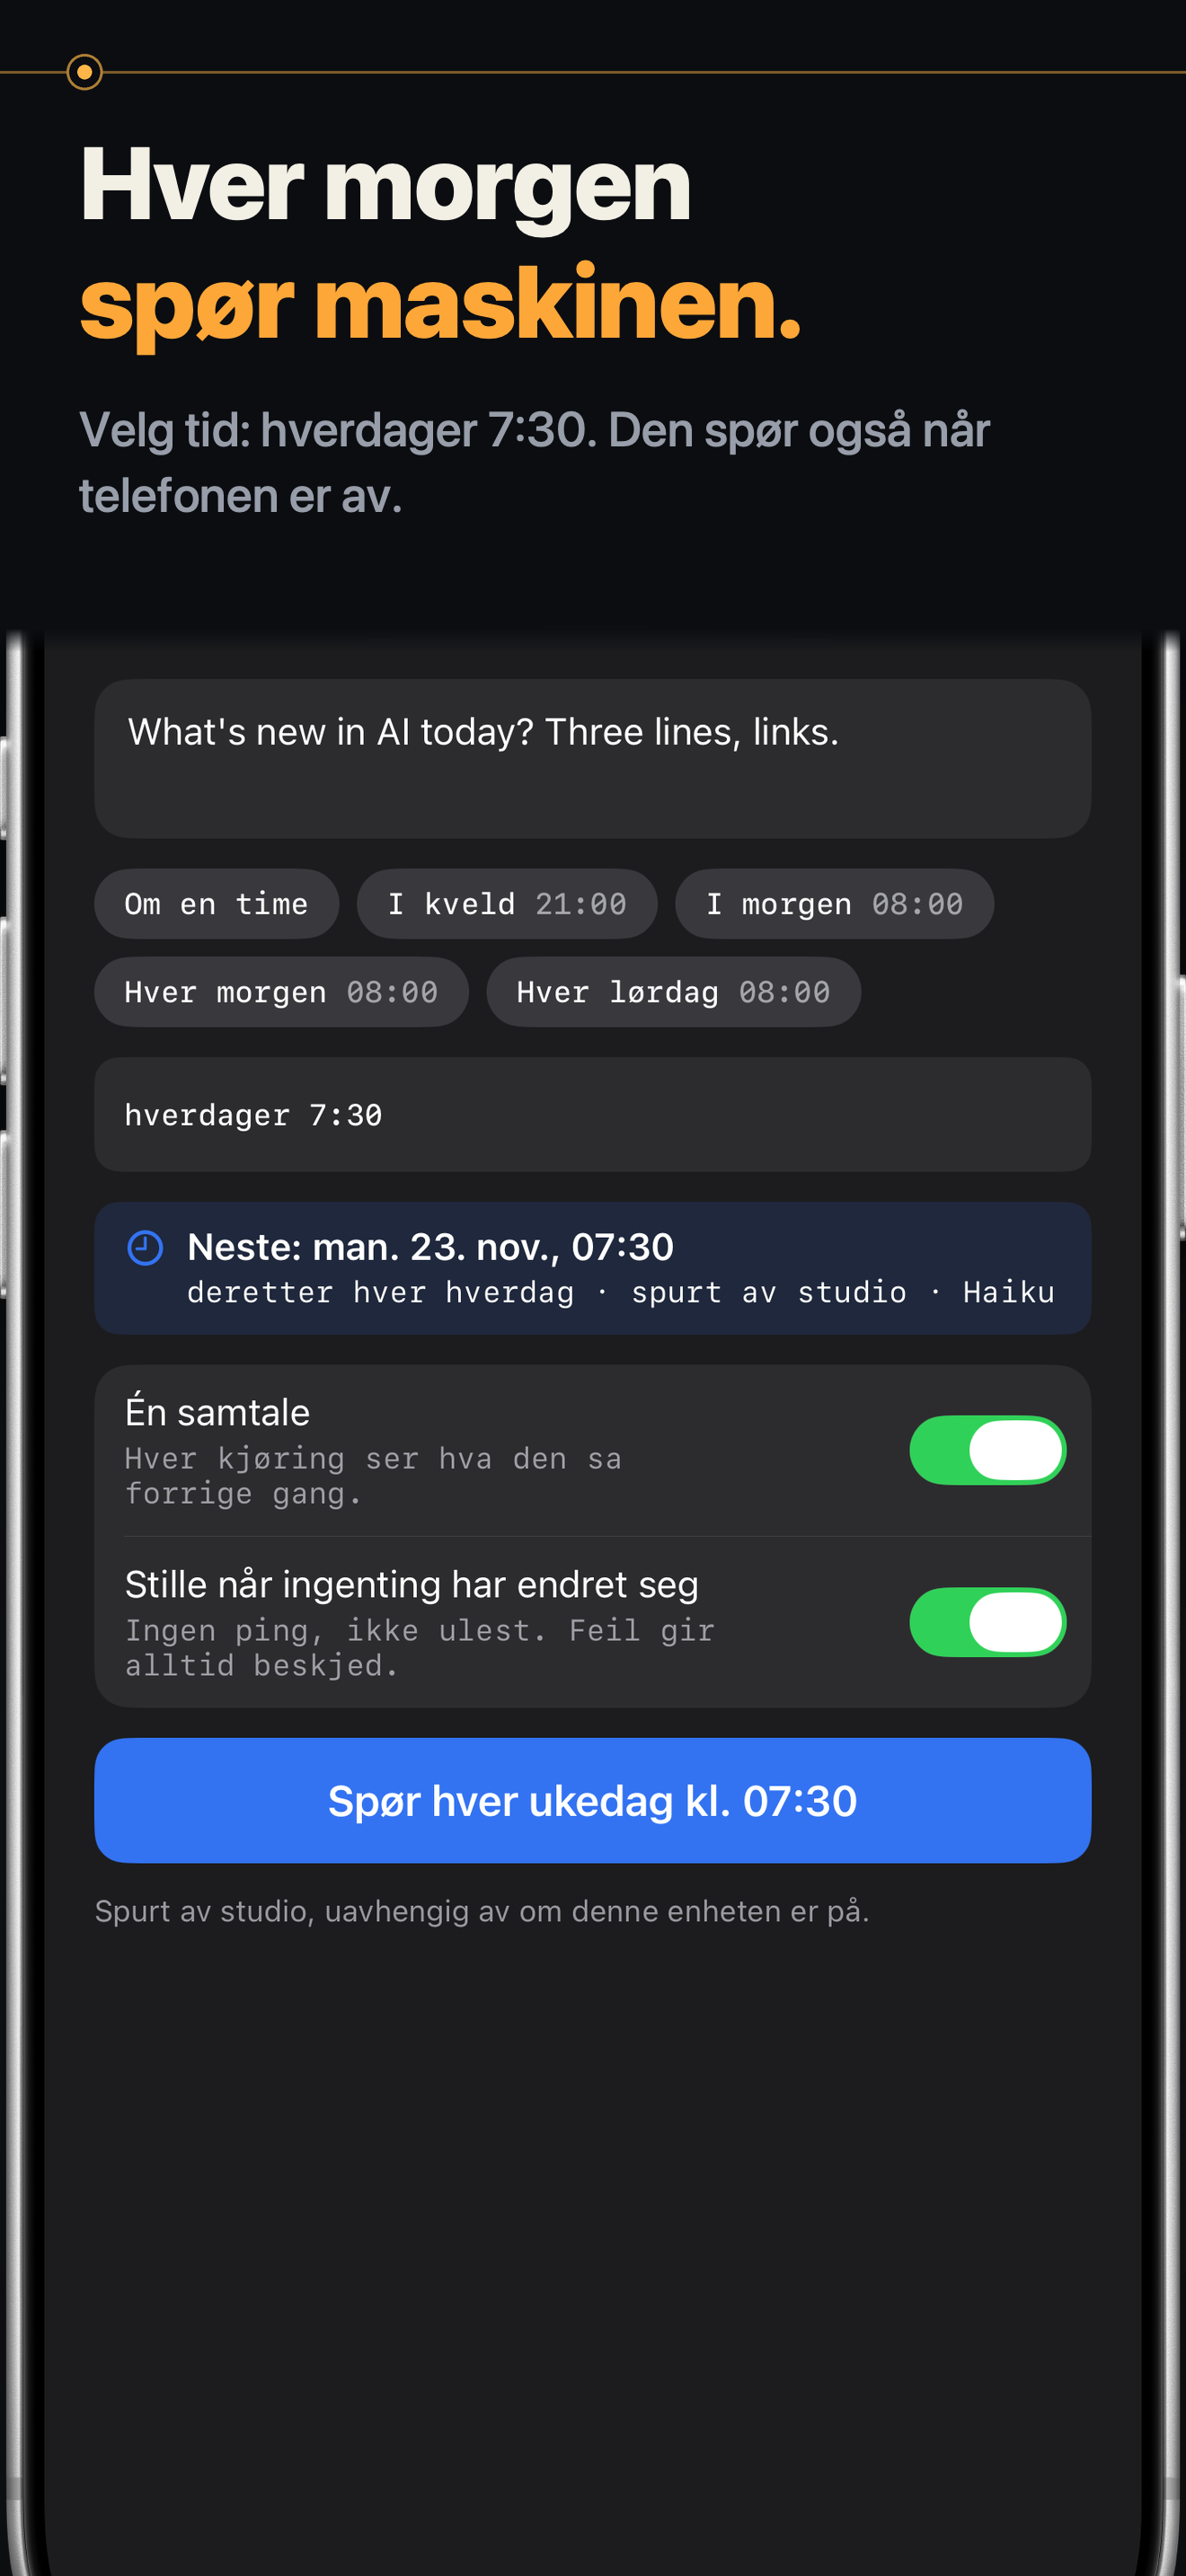 Hver morgen
spør maskinen.
Velg tid: hverdager 7:30. Den spør også når
telefonen er av.
What's new in AI today? Three lines, links.
Om en time
I kveld 21:00
I morgen 08:00
Hver morgen 08:00
Hver lørdag 08:00
hverdager 7:30
Neste: man. 23. nov., 07:30
deretter hver hverdag · spurt av studio · Haiku
Én samtale
Hver kjøring ser hva den sa
forrige gang.
Stille når ingenting har endret seg
Ingen ping, ikke ulest. Feil gir
alltid beskjed.
Spør hver ukedag kl. 07:30
Spurt av studio, uavhengig av om denne enheten er på.